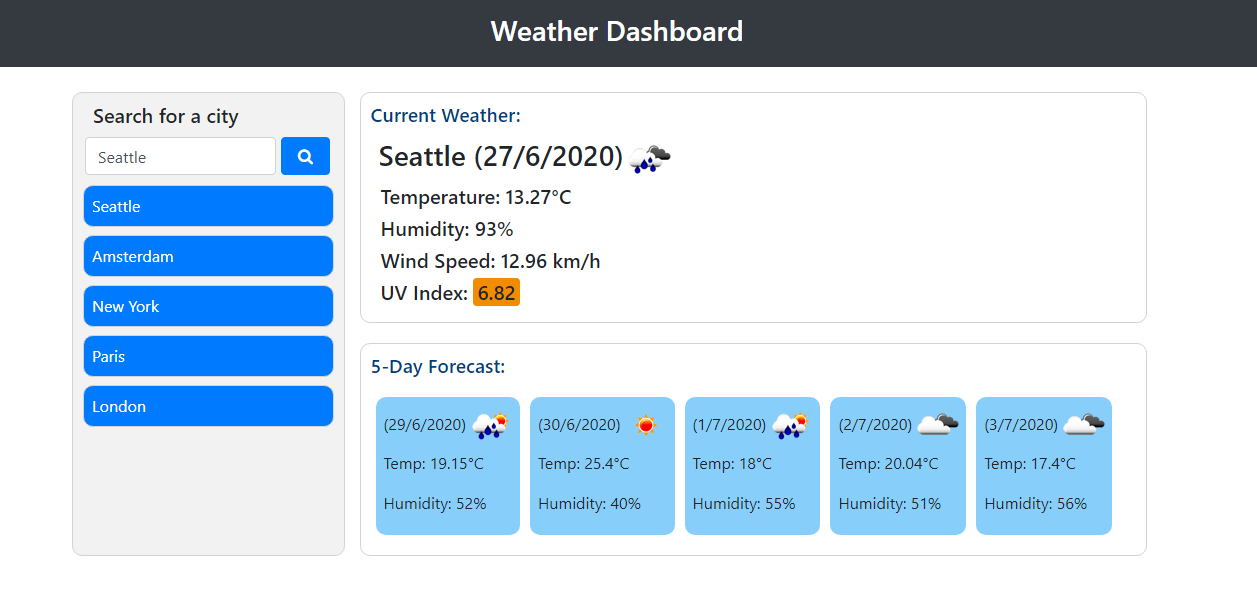 Weather Dashboard
Search for a city
Seattle
Seattle
Amsterdam
New York
Paris
London
Current Weather:
Seattle (27/6/2020)
Temperature: 13.27°C
Humidity: 93%
Wind Speed: 12.96 km/h
UV Index: 6.82
5-Day Forecast:
(29/6/2020)
Temp: 19.15°C
Humidity: 52%
(30/6/2020)
Temp: 25.4°C
Humidity: 40%
(1/7/2020)
Temp: 18°C
Humidity: 55%
(2/7/2020)
Temp: 20.04°C
Humidity: 51%
(3/7/2020)
Temp: 17.4°C
Humidity: 56%